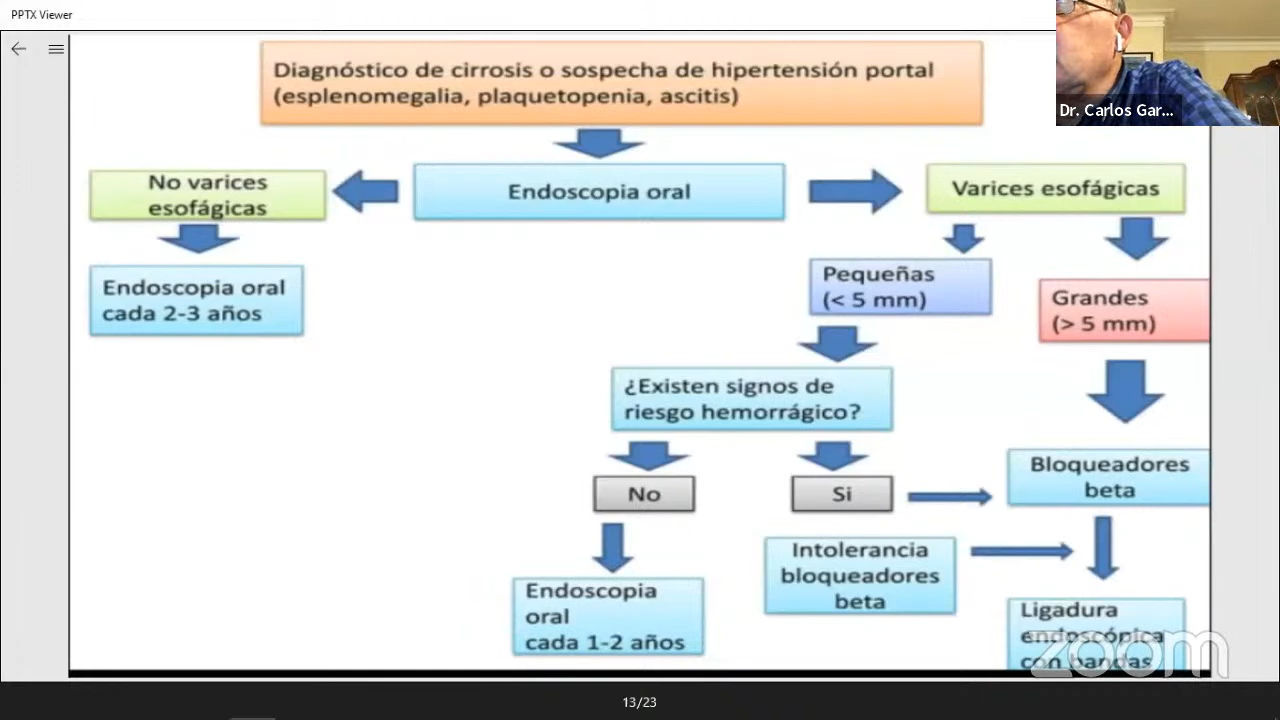 PPTX Viewer
Diagnóstico de cirrosis o sospecha de hipertensión portal
(esplenomegalia, plaquetopenia, ascitis)
Dr. Carlos Gar...
No varices
esofágicas
Endoscopia oral
Varices esofágicas
Endoscopia oral
cada 2-3 años
Pequeñas
(< 5 mm)
Grandes
(> 5 mm)
¿Existen signos de
riesgo hemorrágico?
No
Si
Bloqueadores
beta
Intolerancia
bloqueadores
beta
Endoscopia
oral
cada 1-2 años
Ligadura
endoscópica
con bandas
zoom
13/23